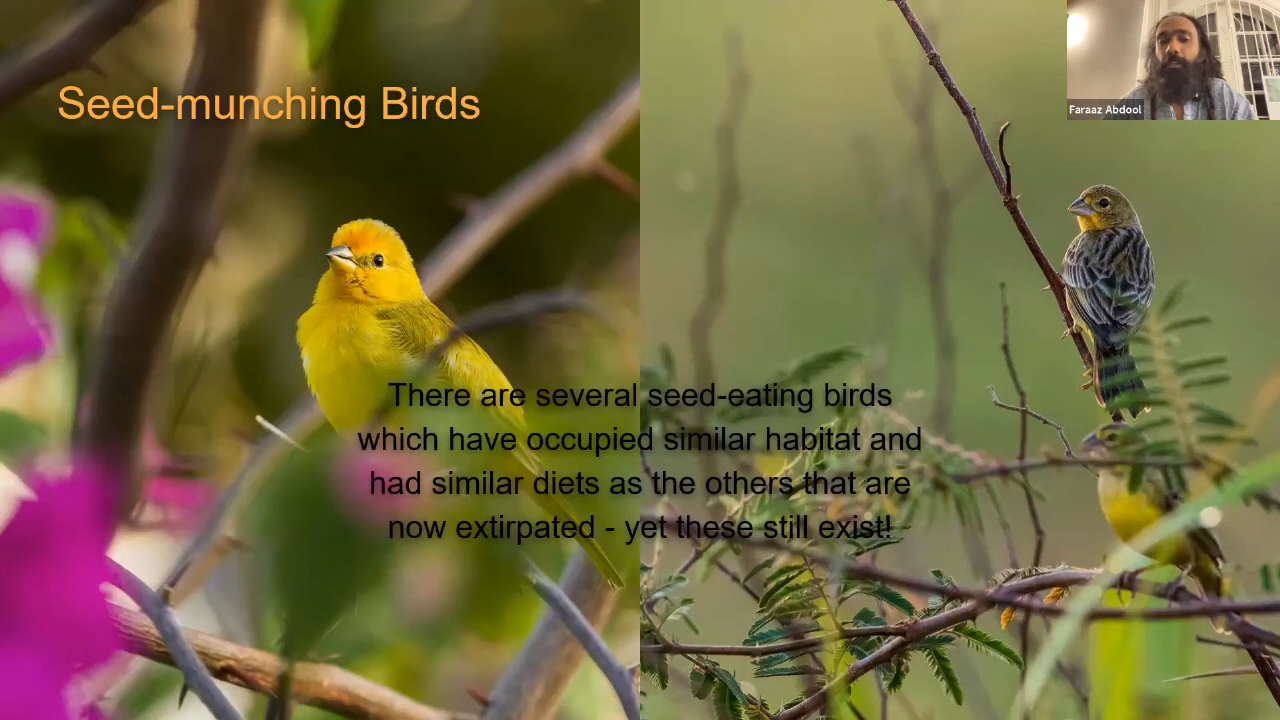 Seed-munching Birds
Faraaz Abdool
There are several seed-eating birds
which have occupied similar habitat and
had similar diets as the others that are
now extirpated - yet these still exist!